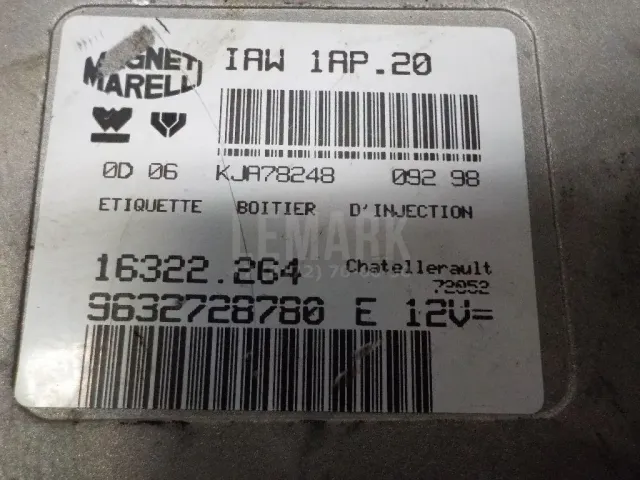 MAGNETI
MARELLI
IAW 1AP.20
0D 06 KJA78248 092 98
ETIQUETTE BOITIER D'INJECTION
LEMARK
16322.264 Chatellerault
72052
9632728780 E 12V=